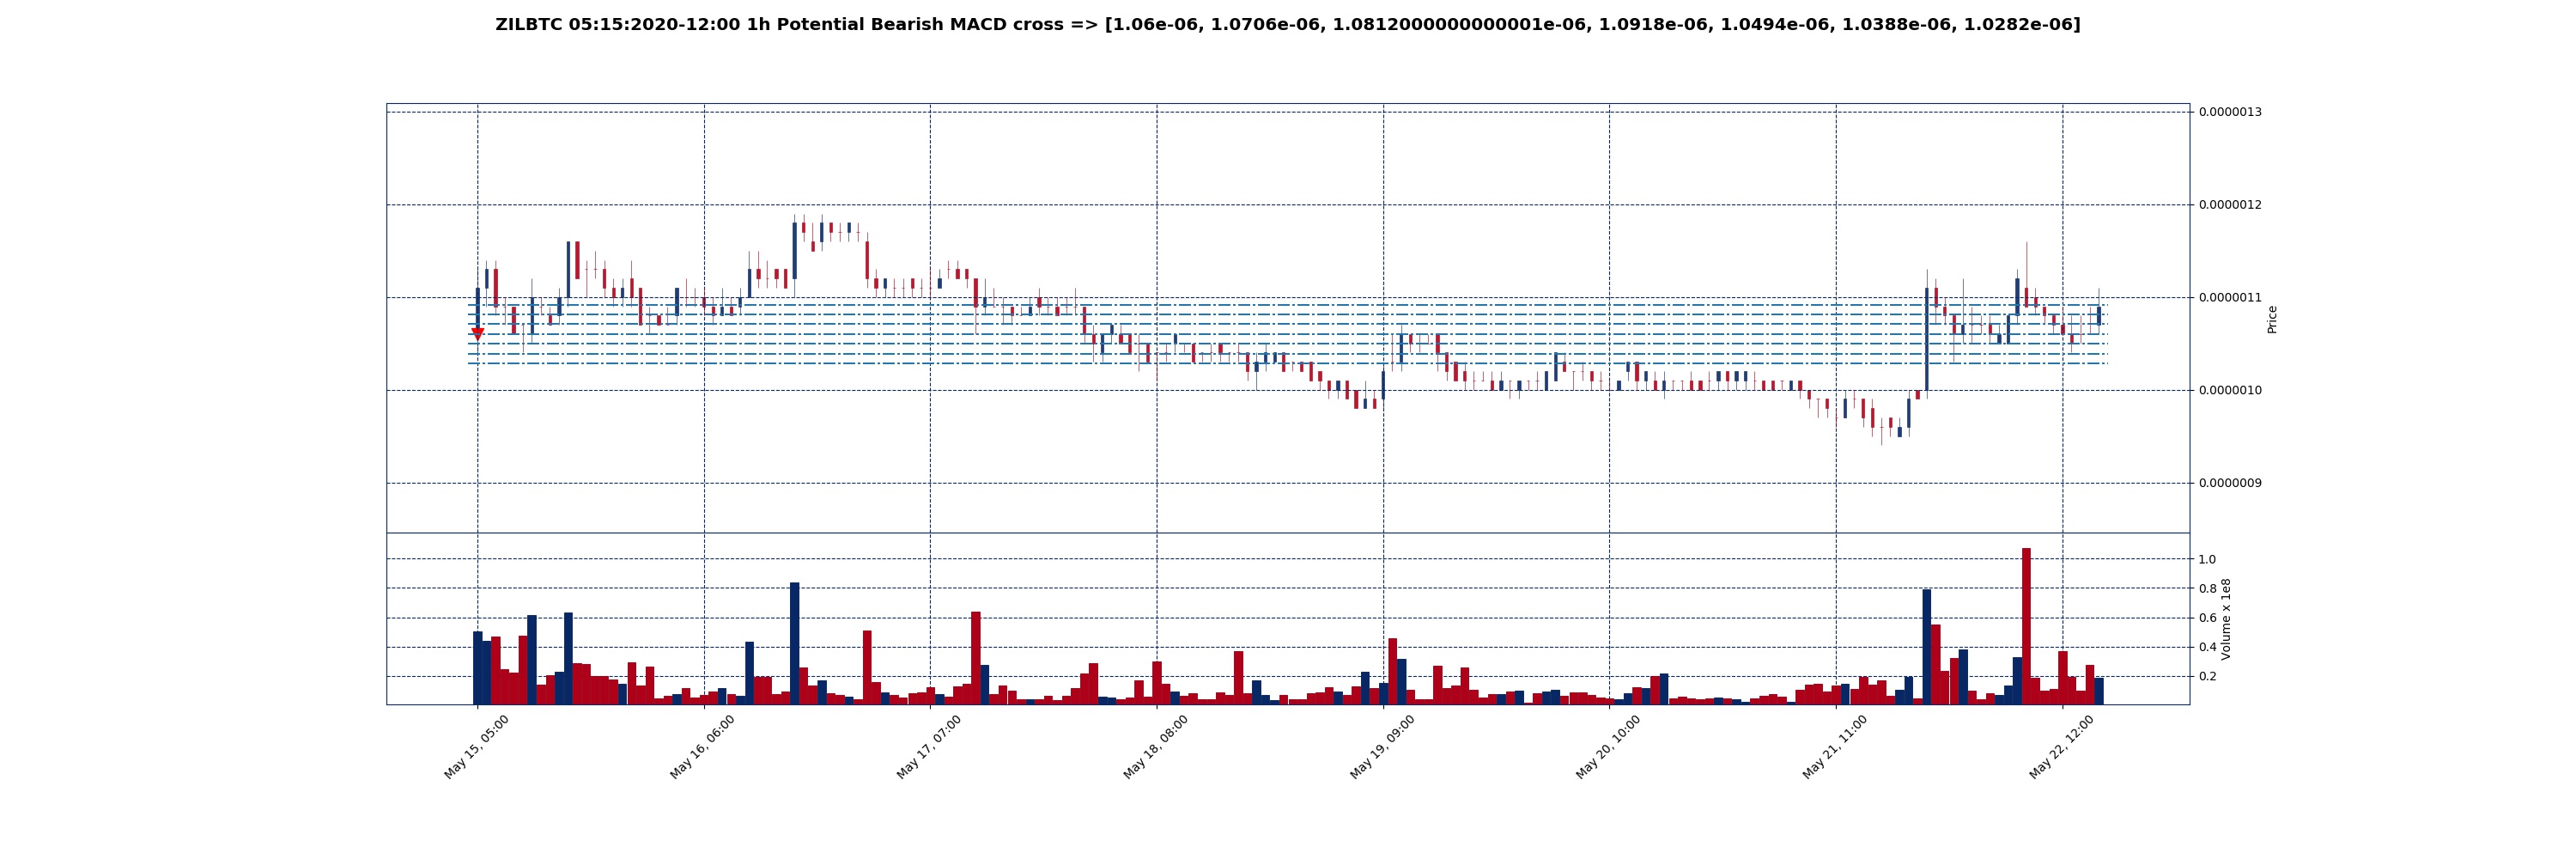 ZILBTC 05:15:2020-12:00 1h Potential Bearish MACD cross => [1.06e-06, 1.0706e-06, 1.0812000000000001e-06, 1.0918e-06, 1.0494e-06, 1.0388e-06, 1.0282e-06]
0.0000013
0.0000012
0.0000011
Price
0.0000010
0.0000009
1.0
0.8
0.6
Volume x 1e8
0.4
0.2
May 15, 05:00
May 16, 06:00
May 17, 07:00
May 18, 08:00
May 19, 09:00
May 20, 10:00
May 21, 11:00
May 22, 12:00